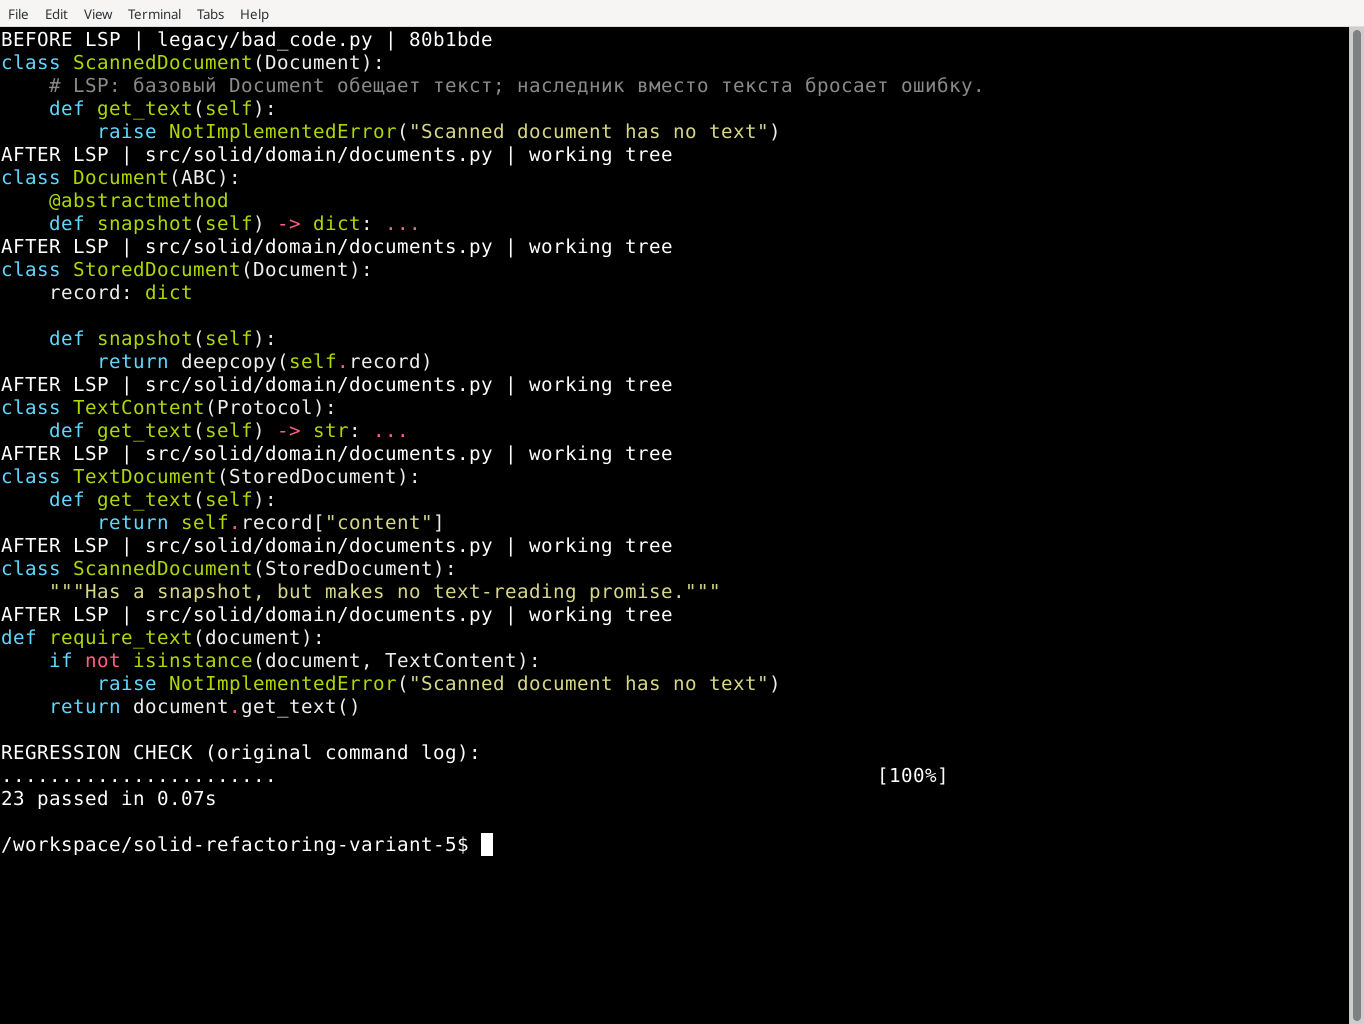 File Edit View Terminal Tabs Help
BEFORE LSP | legacy/bad_code.py | 80b1bde
class ScannedDocument(Document):
    # LSP: базовый Document обещает текст; наследник вместо текста бросает ошибку.
    def get_text(self):
        raise NotImplementedError("Scanned document has no text")
AFTER LSP | src/solid/domain/documents.py | working tree
class Document(ABC):
    @abstractmethod
    def snapshot(self) -> dict: ...
AFTER LSP | src/solid/domain/documents.py | working tree
class StoredDocument(Document):
    record: dict

    def snapshot(self):
        return deepcopy(self.record)
AFTER LSP | src/solid/domain/documents.py | working tree
class TextContent(Protocol):
    def get_text(self) -> str: ...
AFTER LSP | src/solid/domain/documents.py | working tree
class TextDocument(StoredDocument):
    def get_text(self):
        return self.record["content"]
AFTER LSP | src/solid/domain/documents.py | working tree
class ScannedDocument(StoredDocument):
    """Has a snapshot, but makes no text-reading promise."""
AFTER LSP | src/solid/domain/documents.py | working tree
def require_text(document):
    if not isinstance(document, TextContent):
        raise NotImplementedError("Scanned document has no text")
    return document.get_text()

REGRESSION CHECK (original command log):
....................... [100%]
23 passed in 0.07s

/workspace/solid-refactoring-variant-5$